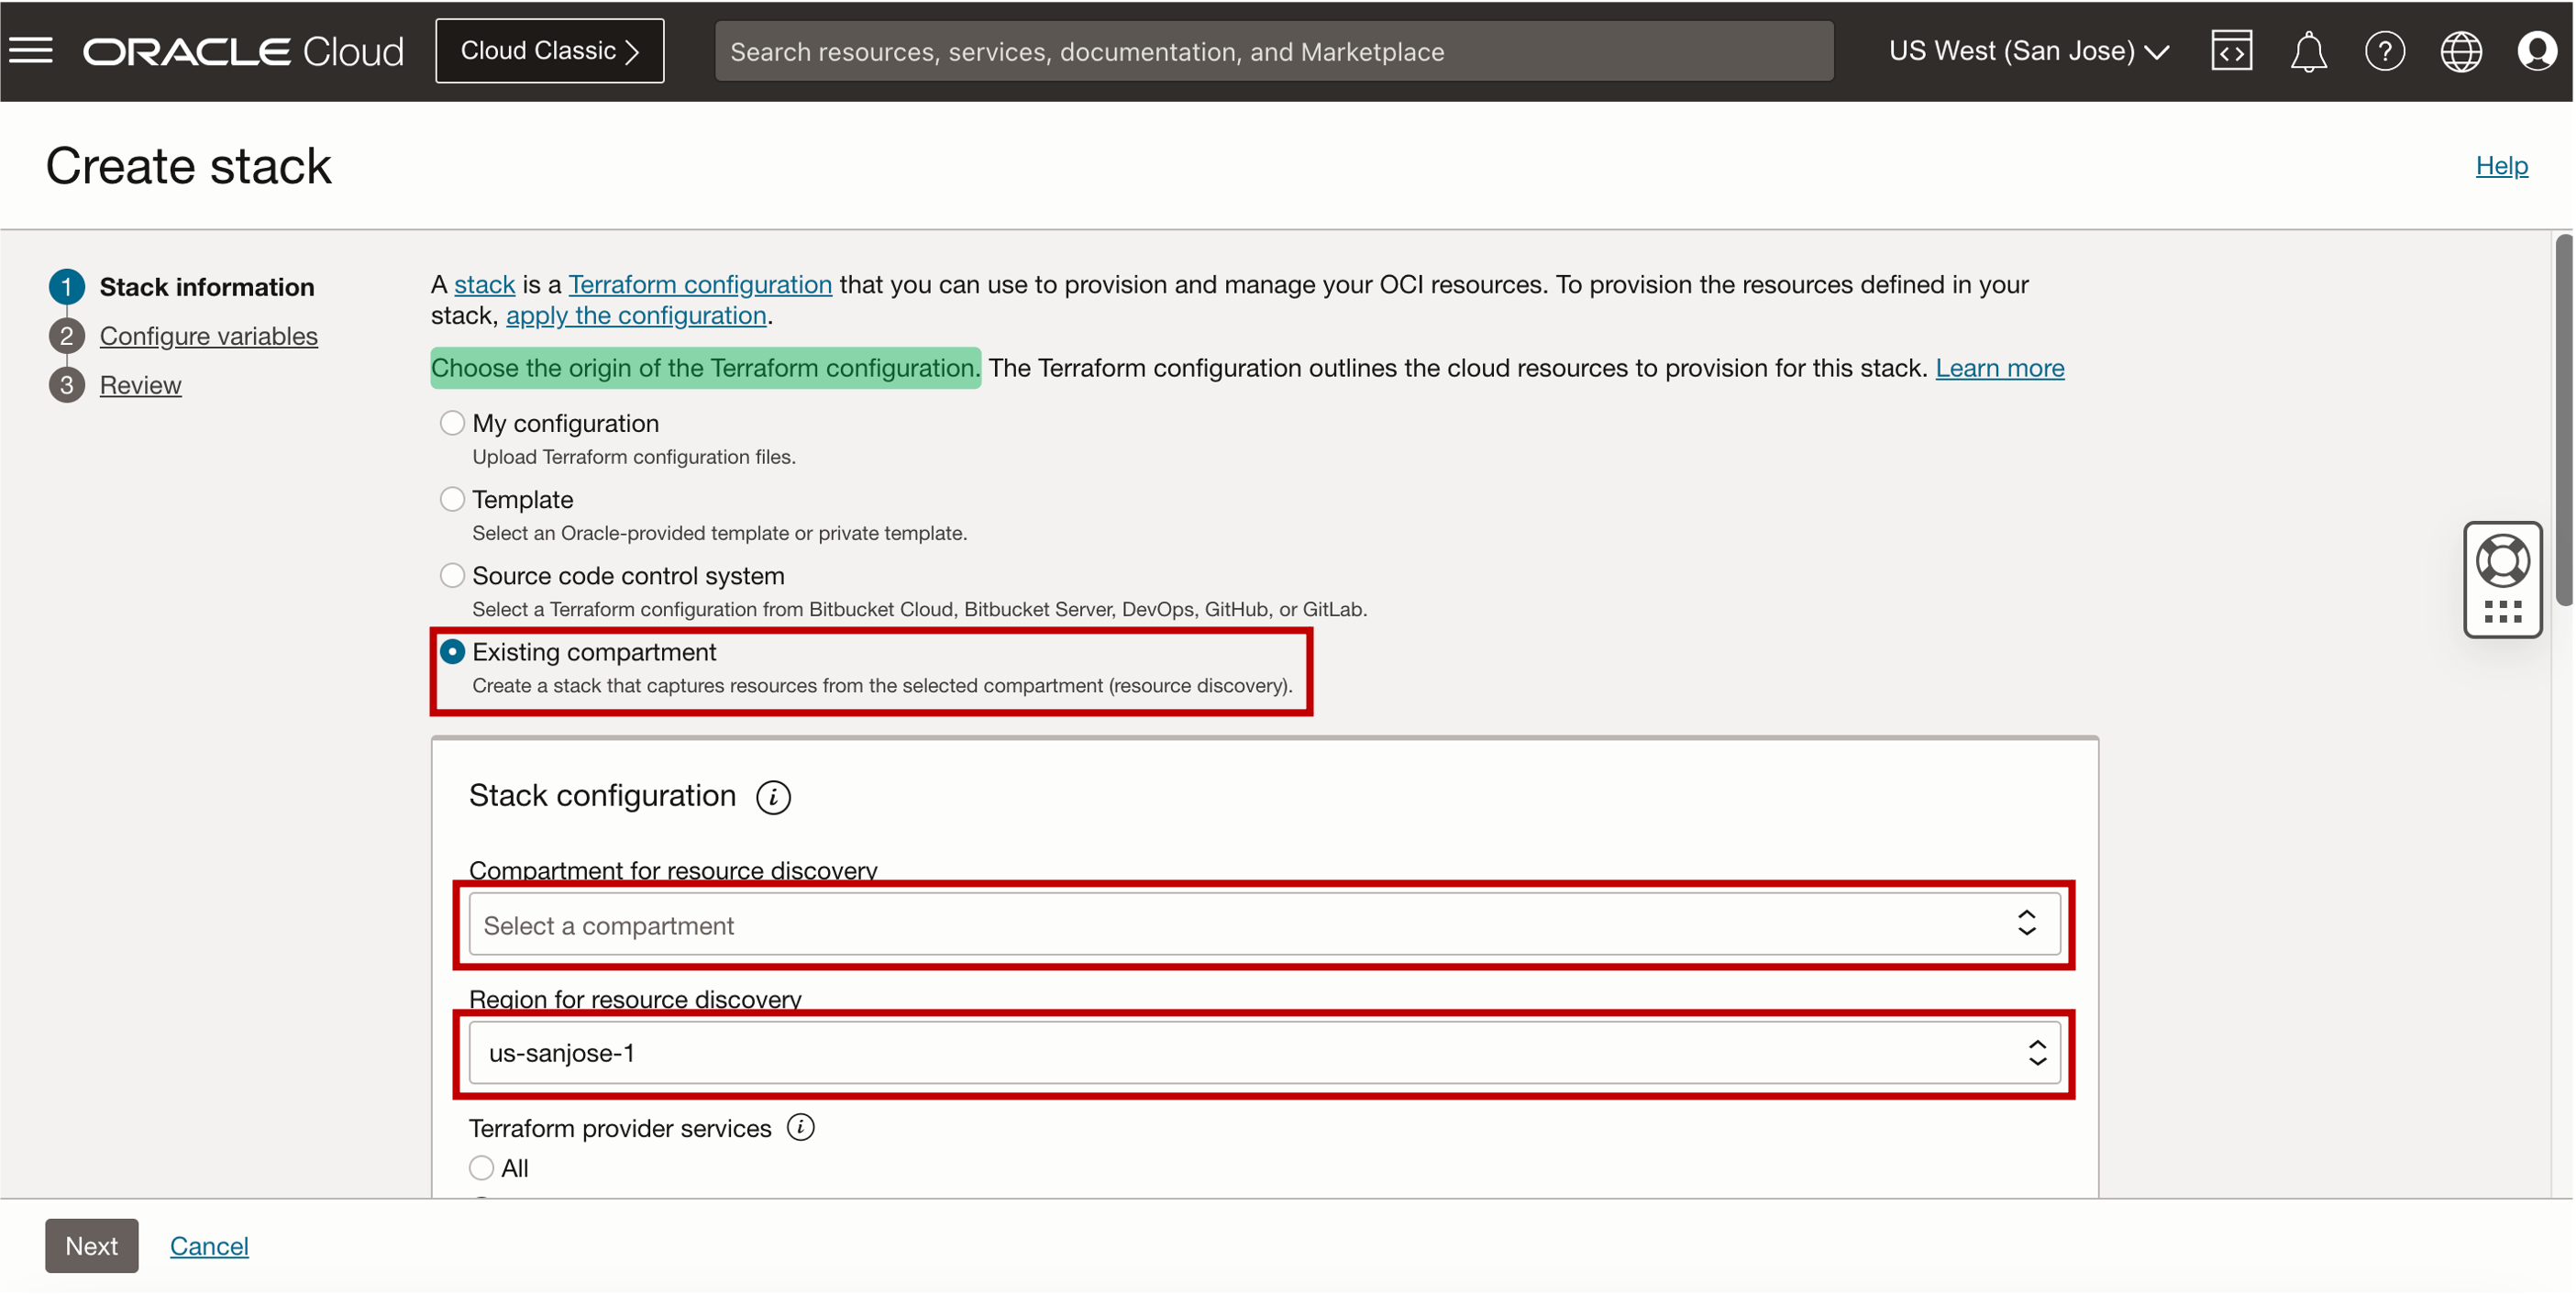 ORACLE Cloud
Cloud Classic
Search resources, services, documentation, and Marketplace
US West (San Jose)
Create stack
Help
1 Stack information
2 Configure variables
3 Review
A stack is a Terraform configuration that you can use to provision and manage your OCI resources. To provision the resources defined in your
stack, apply the configuration.
Choose the origin of the Terraform configuration. The Terraform configuration outlines the cloud resources to provision for this stack. Learn more
My configuration
Upload Terraform configuration files.
Template
Select an Oracle-provided template or private template.
Source code control system
Select a Terraform configuration from Bitbucket Cloud, Bitbucket Server, DevOps, GitHub, or GitLab.
Existing compartment
Create a stack that captures resources from the selected compartment (resource discovery).
Stack configuration
Compartment for resource discovery
Select a compartment
Region for resource discovery
us-sanjose-1
Terraform provider services
All
Next
Cancel